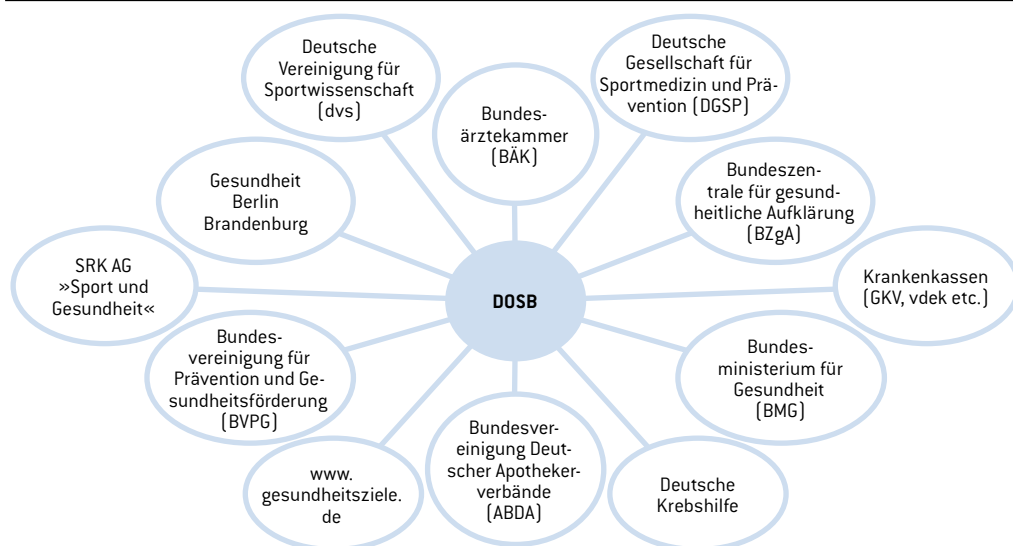 Deutsche
Vereinigung für
Sportwissenschaft
(dvs)
Deutsche
Gesellschaft für
Sportmedizin und Prä-
vention (DGSP)
Bundes-
ärztekammer
(BÄK)
Gesundheit
Berlin
Brandenburg
Bundeszen-
trale für gesund-
heitliche Aufklärung
(BZgA)
SRK AG
»Sport und
Gesundheit«
DOSB
Krankenkassen
(GKV, vdek etc.)
Bundes-
vereinigung für
Prävention und Ge-
sundheitsförderung
(BVPG)
Bundes-
ministerium für
Gesundheit
(BMG)
www.
gesundheitsziele.
de
Bundesver-
einigung Deut-
scher Apotheker-
verbände
(ABDA)
Deutsche
Krebshilfe